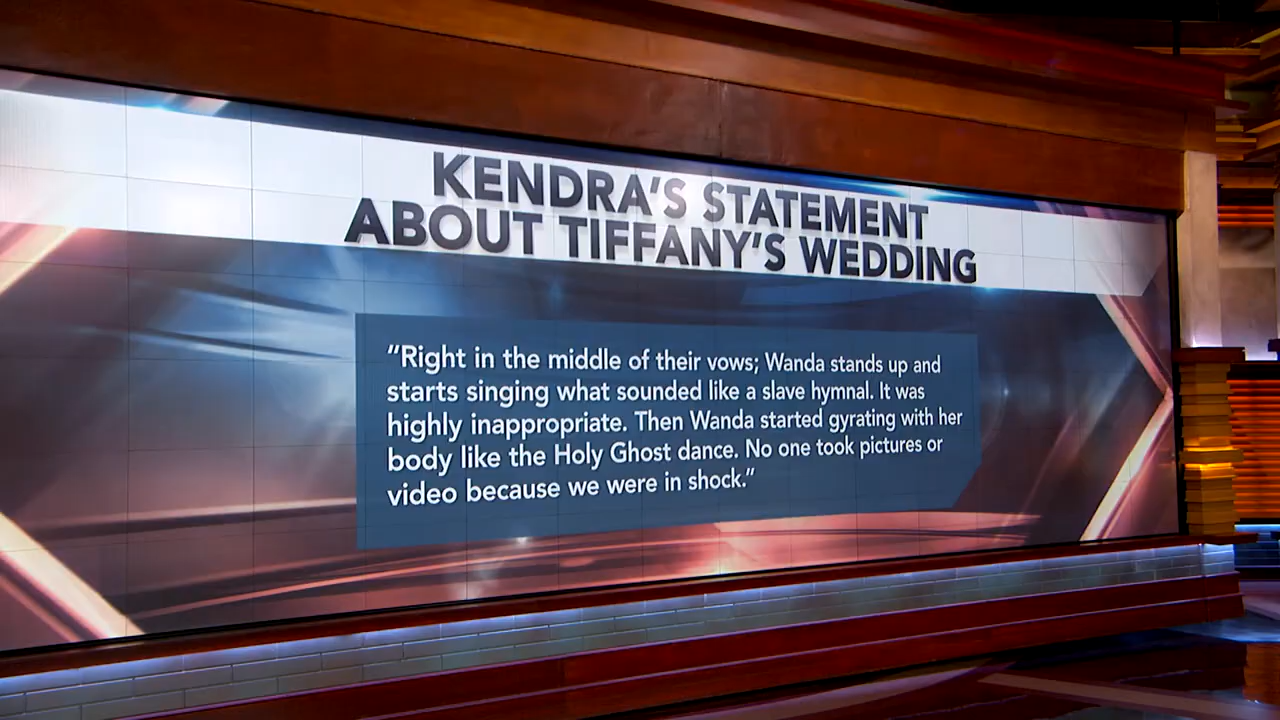 KENDRA'S STATEMENT
ABOUT TIFFANY'S WEDDING
"Right in the middle of their vows; Wanda stands up and
starts singing what sounded like a slave hymnal. It was
highly inappropriate. Then Wanda started gyrating with her
body like the Holy Ghost dance. No one took pictures or
video because we were in shock."